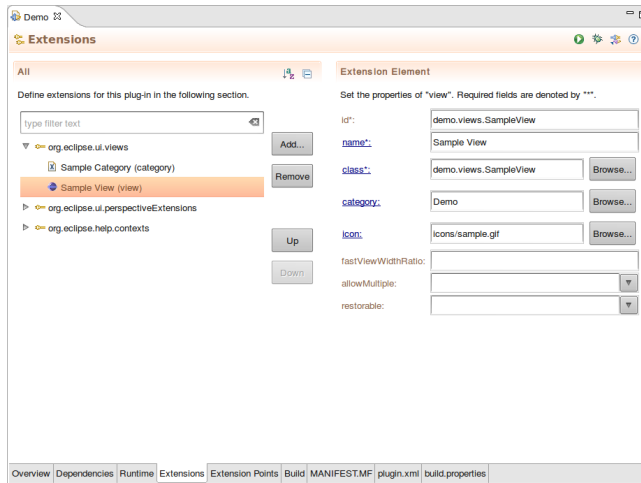 Demo
Extensions
All
Define extensions for this plug-in in the following section.
type filter text
org.eclipse.ui.views
Sample Category (category)
Sample View (view)
org.eclipse.ui.perspectiveExtensions
org.eclipse.help.contexts
Add...
Remove
Up
Down
Extension Element
Set the properties of "view". Required fields are denoted by "*".
id*: demo.views.SampleView
name*: Sample View
class*: demo.views.SampleView Browse...
category: Demo Browse...
icon: icons/sample.gif Browse...
fastViewWidthRatio:
allowMultiple:
restorable:
Overview Dependencies Runtime Extensions Extension Points Build MANIFEST.MF plugin.xml build.properties